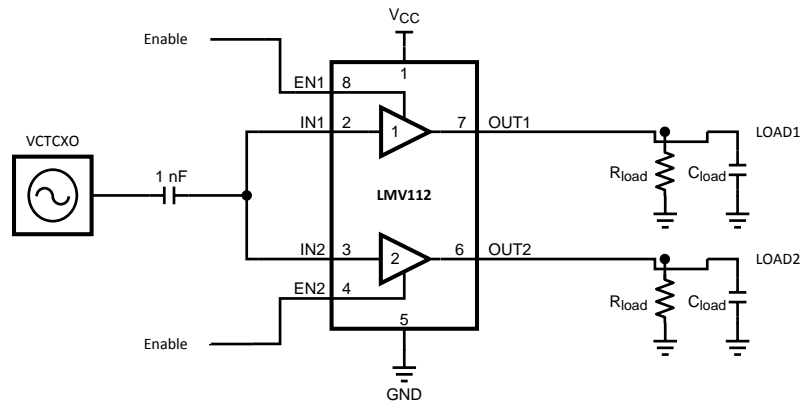 VCC
Enable
1
EN1 8
VCTCXO
IN1 2 1 7 OUT1 LOAD1
1 nF
Rload Cload
LMV112
IN2 3 2 6 OUT2 LOAD2
EN2 4
Rload Cload
5
Enable
GND